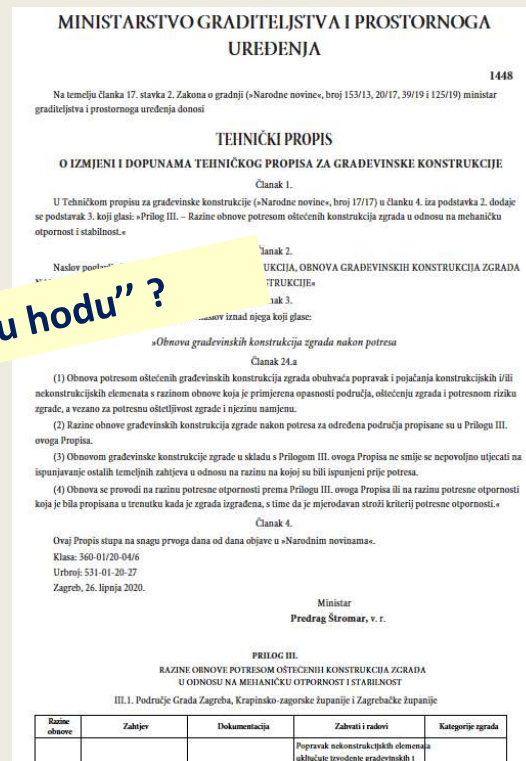 MINISTARSTVO GRADITELJSTVA I PROSTORNOGA
UREĐENJA
1448
Na temelju članka 17. stavka 2. Zakona o gradnji (»Narodne novine«, broj 153/13, 20/17, 39/19 i 125/19) ministar
graditeljstva i prostornoga uređenja donosi
TEHNIČKI PROPIS
O IZMJENI I DOPUNAMA TEHNIČKOG PROPISA ZA GRAĐEVINSKE KONSTRUKCIJE
Članak 1.
U Tehničkom propisu za građevinske konstrukcije (»Narodne novine«, broj 17/17) u članku 4. iza podstavka 2. dodaje
se podstavak 3. koji glasi: »Prilog III. – Razine obnove potresom oštećenih konstrukcija zgrada u odnosu na mehaničku
otpornost i stabilnost.«
Članak 2.
Naslov UKCIJA, OBNOVA GRAĐEVINSKIH KONSTRUKCIJA ZGRADA
STRUKCIJE«
u hodu” ?
nak 3.
naslov iznad njega koji glase:
»Obnova građevinskih konstrukcija zgrada nakon potresa
Članak 24.a
(1) Obnova potresom oštećenih građevinskih konstrukcija zgrada obuhvaća popravak i pojačanja konstrukcijskih i/ili
nekonstrukcijskih elemenata s razinom obnove koja je primjerena opasnosti područja, oštećenju zgrada i potresnom riziku
zgrade, a vezano za potresnu oštetljivost zgrade i njezinu namjenu.
(2) Razine obnove građevinskih konstrukcija zgrade nakon potresa za određena područja propisane su u Prilogu III.
ovoga Propisa.
(3) Obnovom građevinske konstrukcije zgrade u skladu s Prilogom III. ovoga Propisa ne smije se nepovoljno utjecati na
ispunjavanje ostalih temeljnih zahtjeva u odnosu na razinu na kojoj su bili ispunjeni prije potresa.
(4) Obnova se provodi na razinu potresne otpornosti prema Prilogu III. ovoga Propisa ili na razinu potresne otpornosti
koja je bila propisana u trenutku kada je zgrada izgrađena, s time da je mjerodavan stroži kriterij potresne otpornosti.«
Članak 4.
Ovaj Propis stupa na snagu prvoga dana od dana objave u »Narodnim novinama«.
Klasa: 360-01/20-04/6
Urbroj: 531-01-20-27
Zagreb, 26. lipnja 2020.
Ministar
Predrag Štromar, v. r.
PRILOG III.
RAZINE OBNOVE POTRESOM OŠTEĆENIH KONSTRUKCIJA ZGRADA
U ODNOSU NA MEHANIČKU OTPORNOST I STABILNOST
III.1. Područje Grada Zagreba, Krapinsko-zagorske županije i Zagrebačke županije
Razine obnove Zahtjev Dokumentacija Zahvati i radovi Kategorije zgrada
Popravak nekonstrukcijskih elemenata
uključuje izvođenje građevinskih i